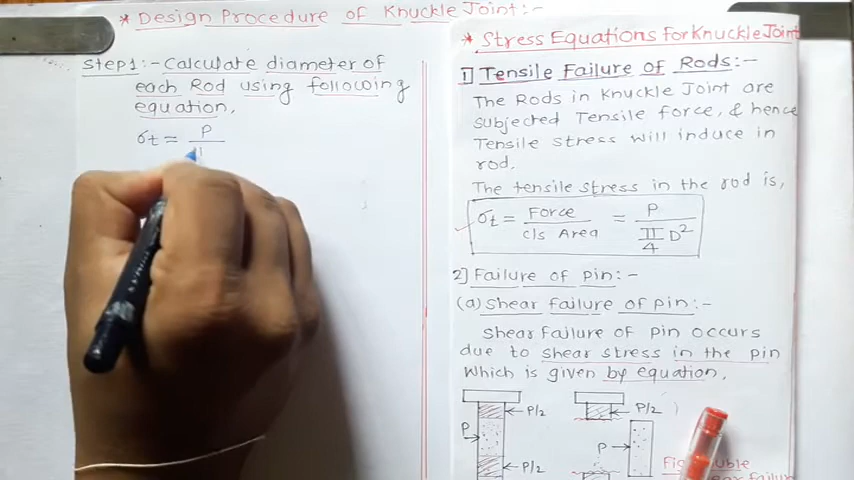 * Design Procedure of Knuckle Joint:-
Step1:- Calculate diameter of
each Rod using following
equation,
σt = P
* Stress Equations for Knuckle Joint
1] Tensile Failure of Rods:-
The Rods in Knuckle Joint are
subjected Tensile force, & hence
Tensile stress will induce in
rod.
The tensile stress in the rod is,
σt = Force / C/s Area = P / π/4 D²
2] Failure of pin:-
(a) Shear failure of pin:-
Shear failure of pin occurs
due to shear stress in the pin
which is given by equation,
P/2 P/2
P P
P/2